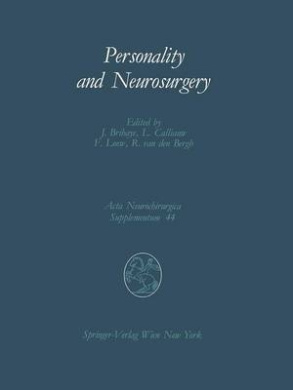 Personality
and Neurosurgery
Edited by
J. Brihaye, L. Calliauw
F. Loew, R. van den Bergh
Acta Neurochirurgica
Supplementum 44
Springer-Verlag Wien New York